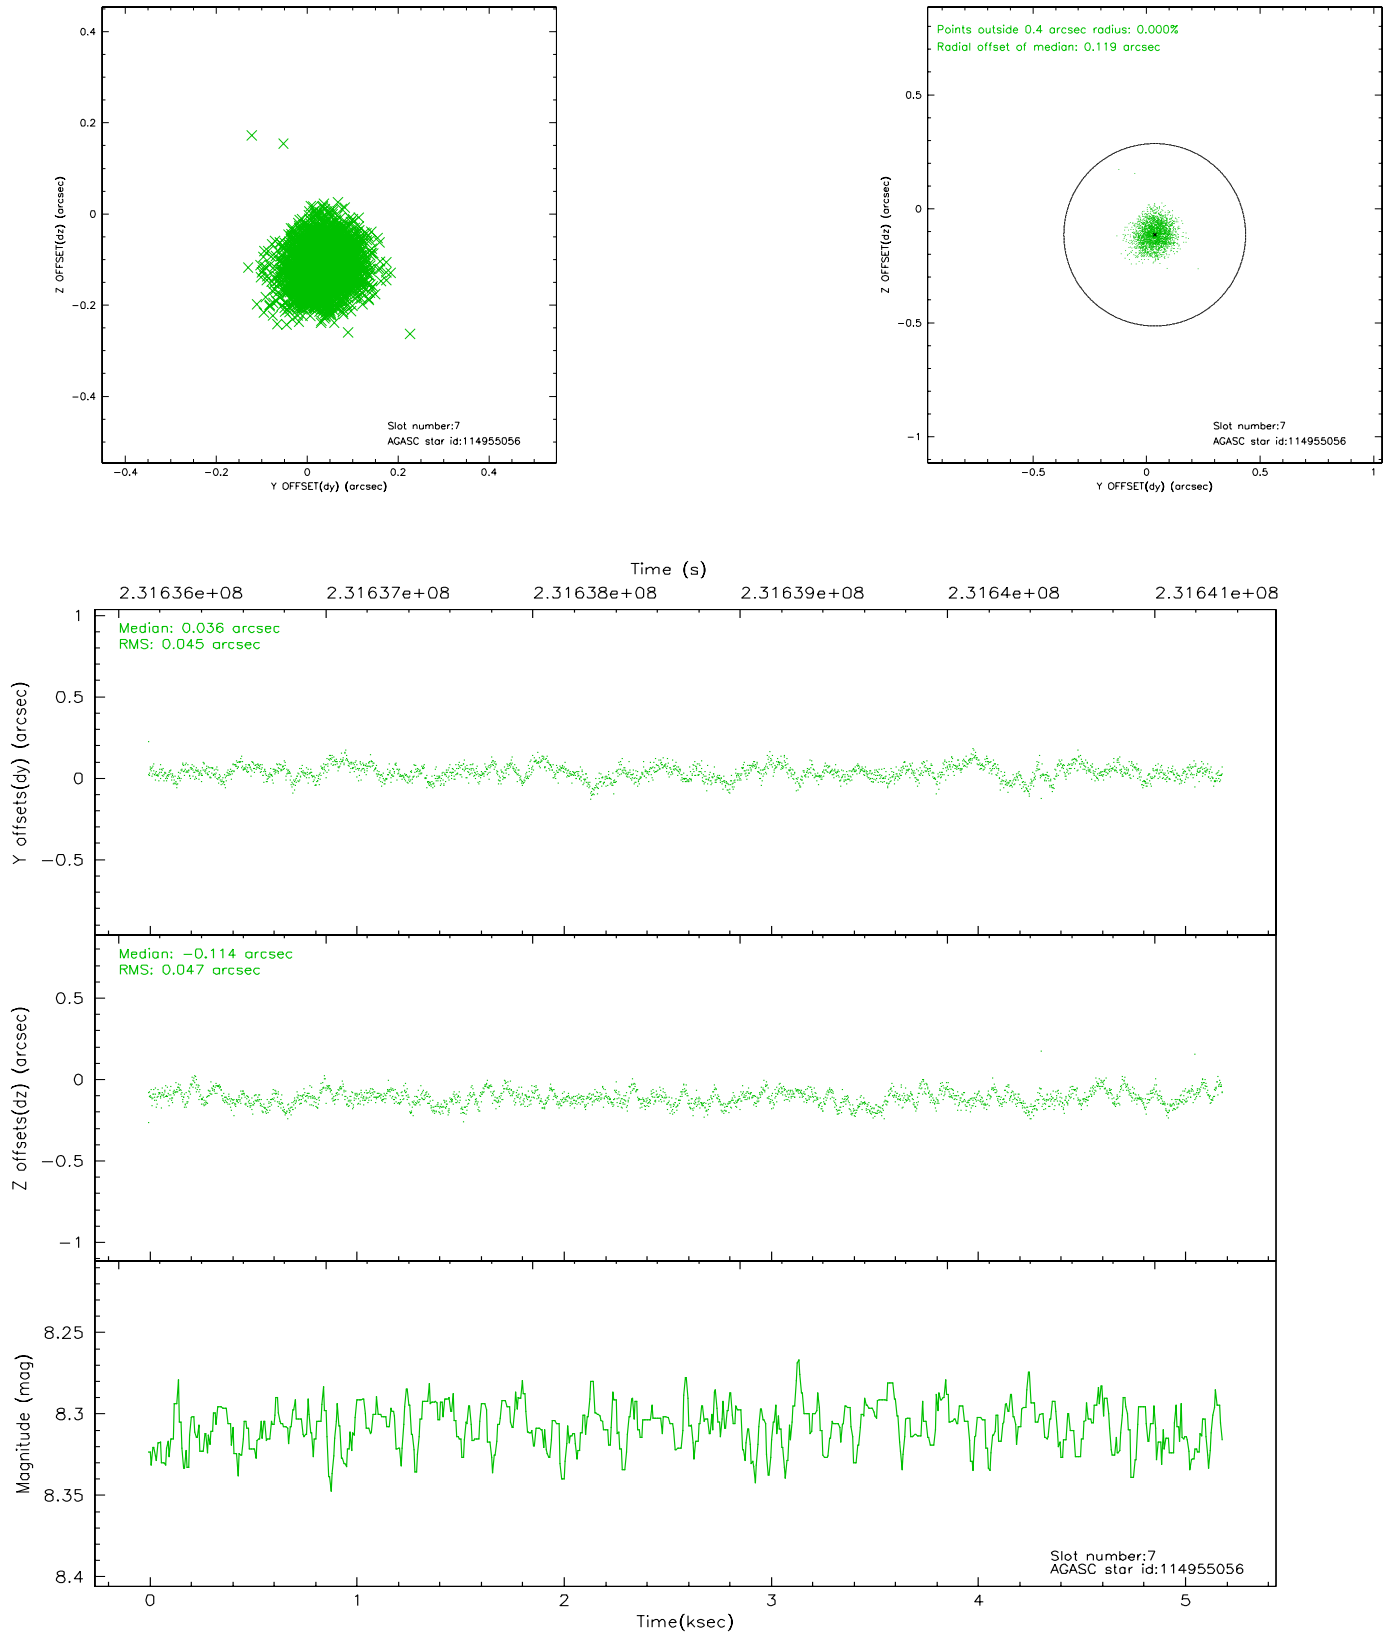 0.4
0.2
0
−0.2
−0.4
Z OFFSET(dz) (arcsec)
Slot number:7
AGASC star id:114955056
−0.4 −0.2 0 0.2 0.4
Y OFFSET(dy) (arcsec)
Points outside 0.4 arcsec radius: 0.000%
Radial offset of median: 0.119 arcsec
0.5
0
−0.5
−1
Z OFFSET(dz) (arcsec)
Slot number:7
AGASC star id:114955056
−0.5 0 0.5 1
Y OFFSET(dy) (arcsec)
Time (s)
2.31636e+08 2.31637e+08 2.31638e+08 2.31639e+08 2.3164e+08 2.31641e+08
Median: 0.036 arcsec
RMS: 0.045 arcsec
1
0.5
0
−0.5
Y offsets(dy) (arcsec)
Median: −0.114 arcsec
RMS: 0.047 arcsec
0.5
0
−0.5
−1
Z offsets(dz) (arcsec)
8.25
8.3
8.35
8.4
Magnitude (mag)
Slot number:7
AGASC star id:114955056
0 1 2 3 4 5
Time(ksec)